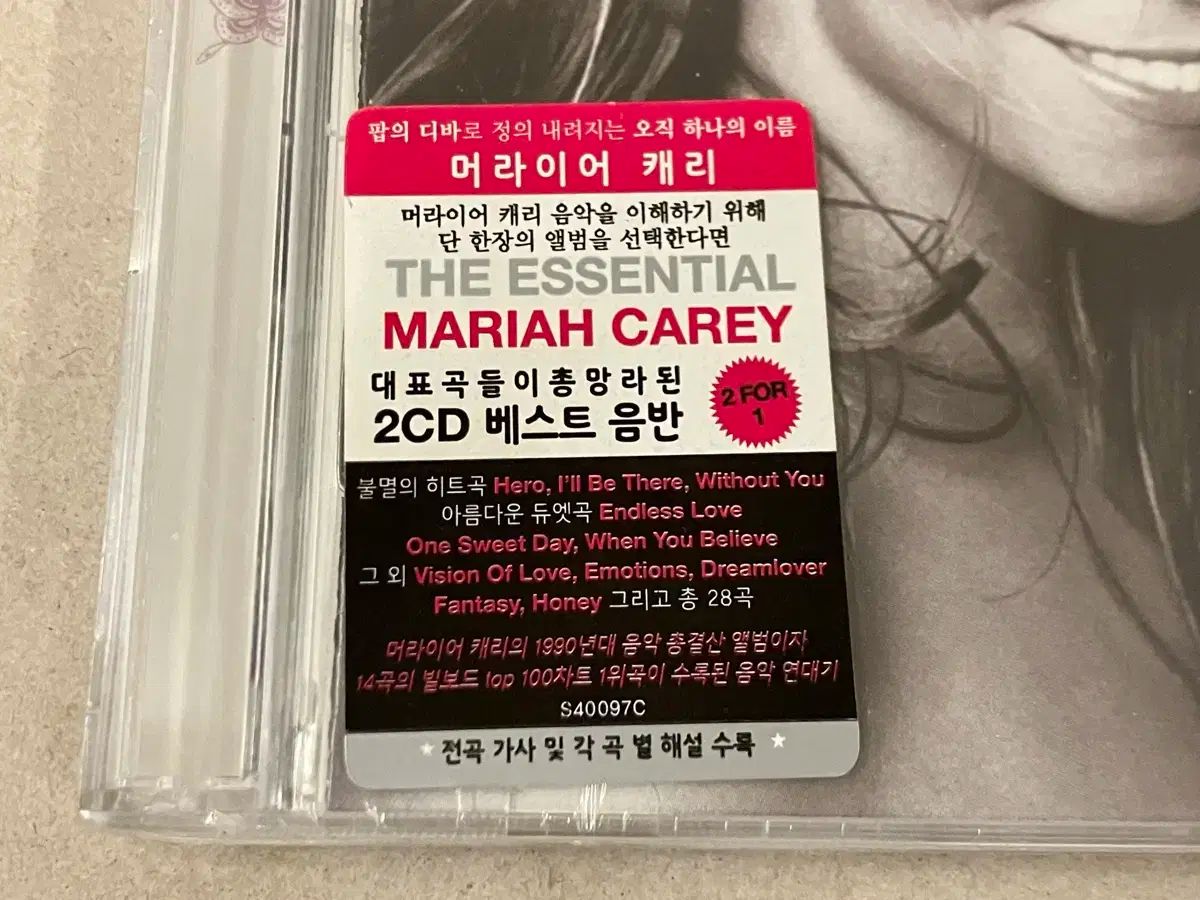 팝의 디바로 정의 내려지는 오직 하나의 이름
머라이어 캐리
머라이어 캐리 음악을 이해하기 위해
단 한장의 앨범을 선택한다면
THE ESSENTIAL
MARIAH CAREY
대표곡들이총망라된
2CD 베스트 음반
2 FOR
1
불멸의 히트곡 Hero, I'll Be There, Without You
아름다운 듀엣곡 Endless Love
One Sweet Day, When You Believe
그 외 Vision Of Love, Emotions, Dreamlover
Fantasy, Honey 그리고 총 28곡
머라이어 캐리의 1990년대 음악 총결산 앨범이자
14곡의 빌보드 top 100차트 1위곡이 수록된 음악 연대기
S40097C
★ 전곡 가사 및 각 곡 별 해설 수록 ★